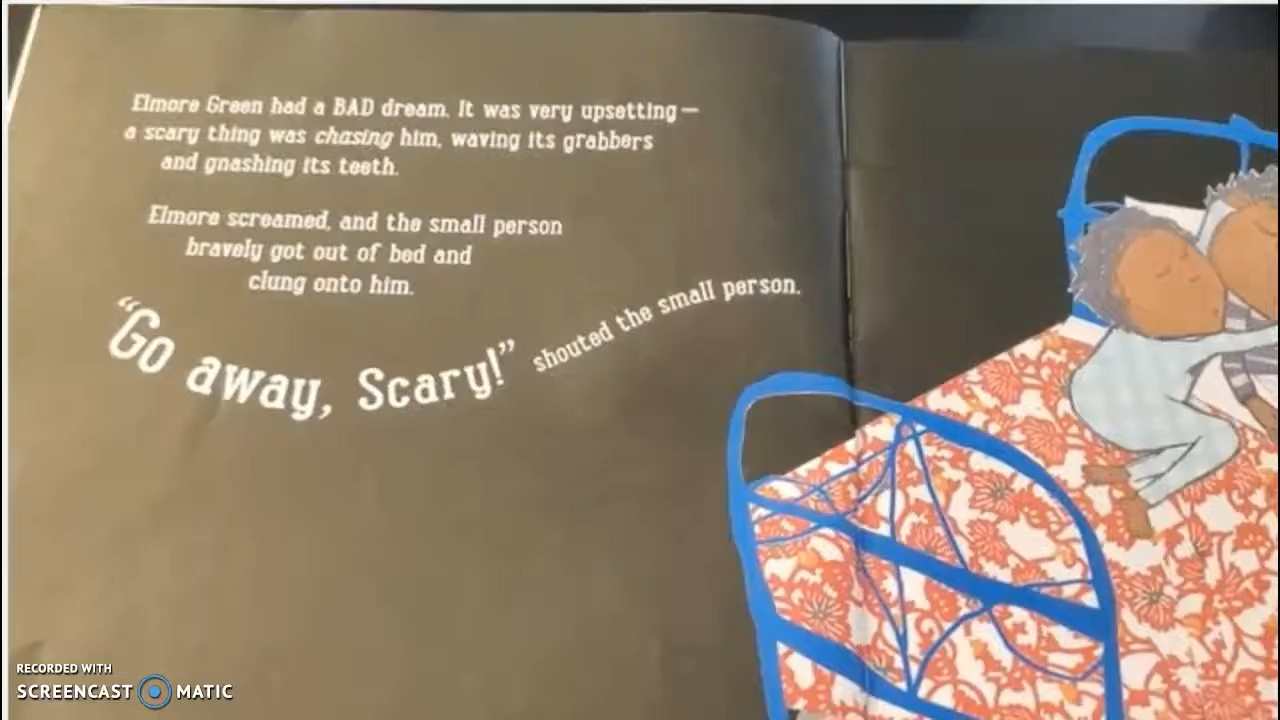 Elmore Green had a BAD dream. It was very upsetting—
a scary thing was chasing him, waving its grabbers
and gnashing its teeth.
Elmore screamed, and the small person
bravely got out of bed and
clung onto him.
“Go away, Scary!” shouted the small person.
RECORDED WITH
SCREENCAST MATIC